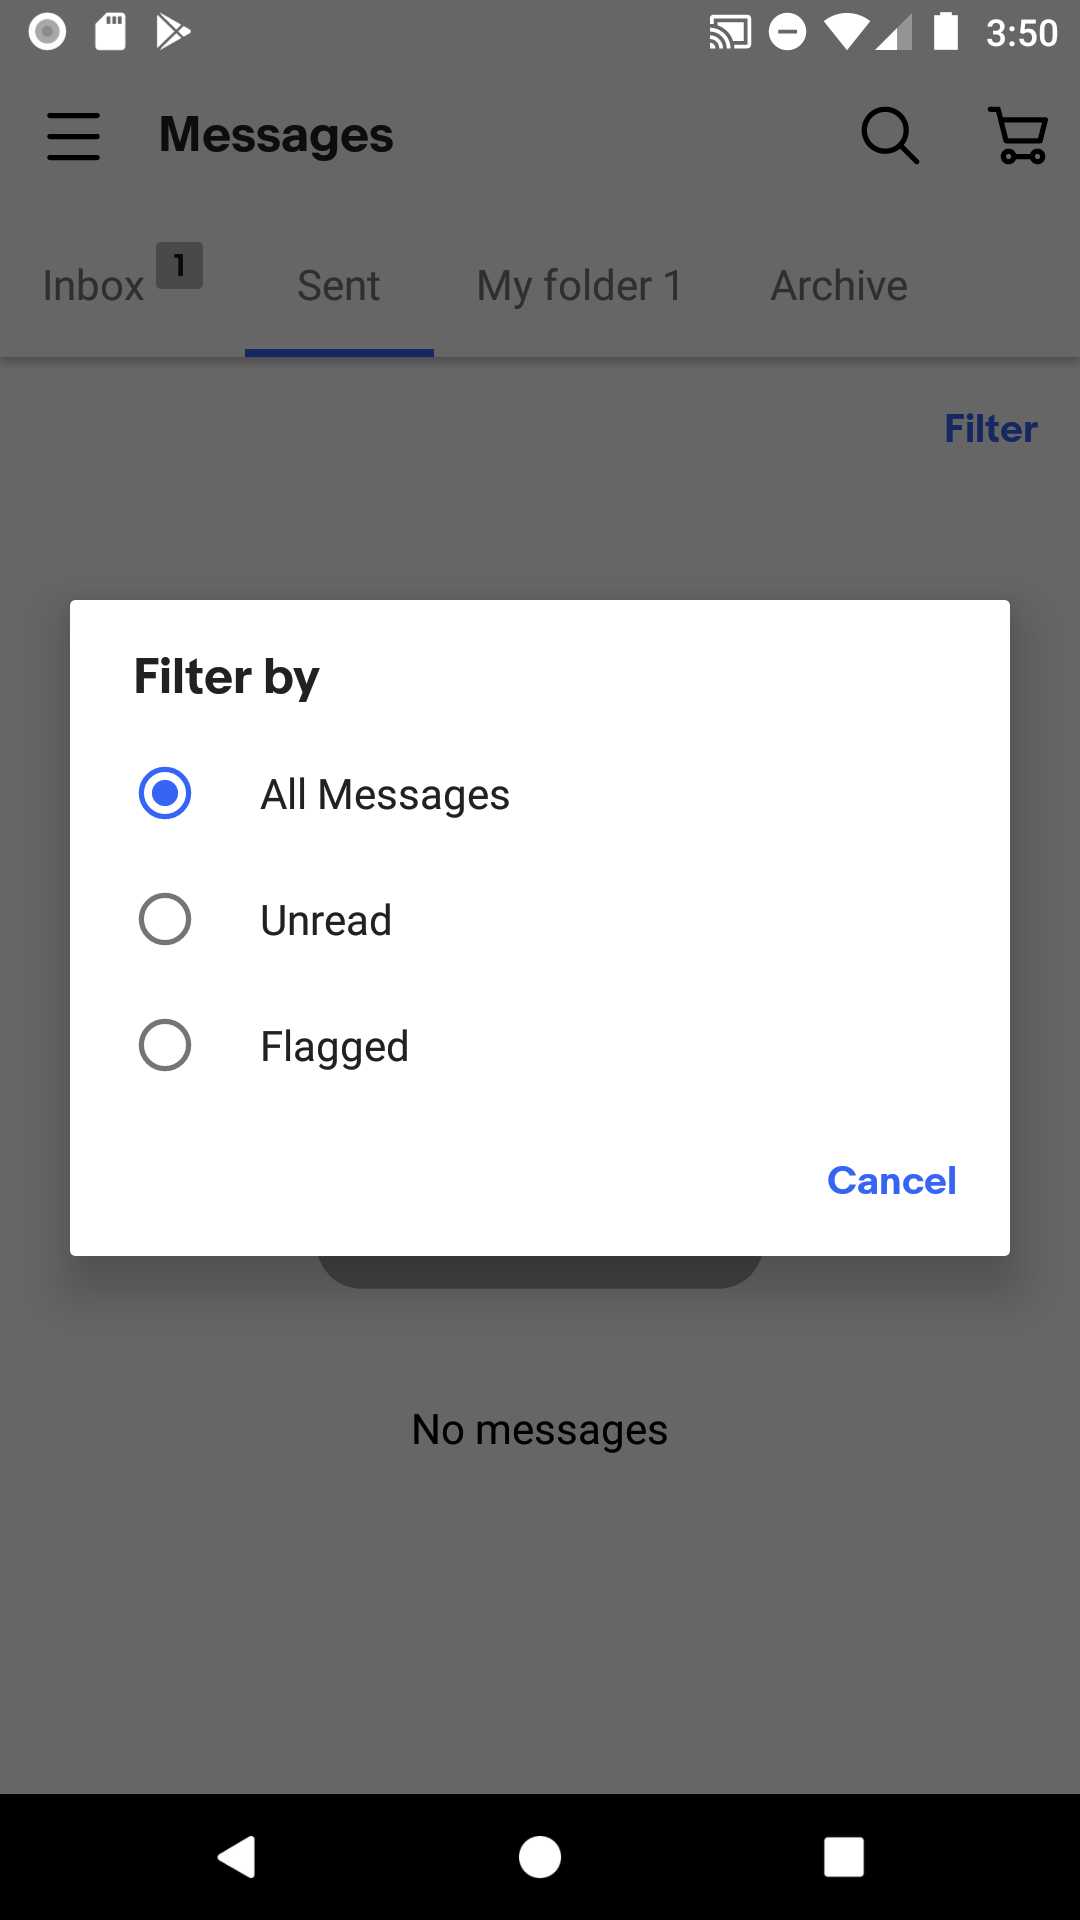 3:50
Messages
Inbox 1 Sent My folder 1 Archive
Filter
Filter by
All Messages
Unread
Flagged
Cancel
No messages